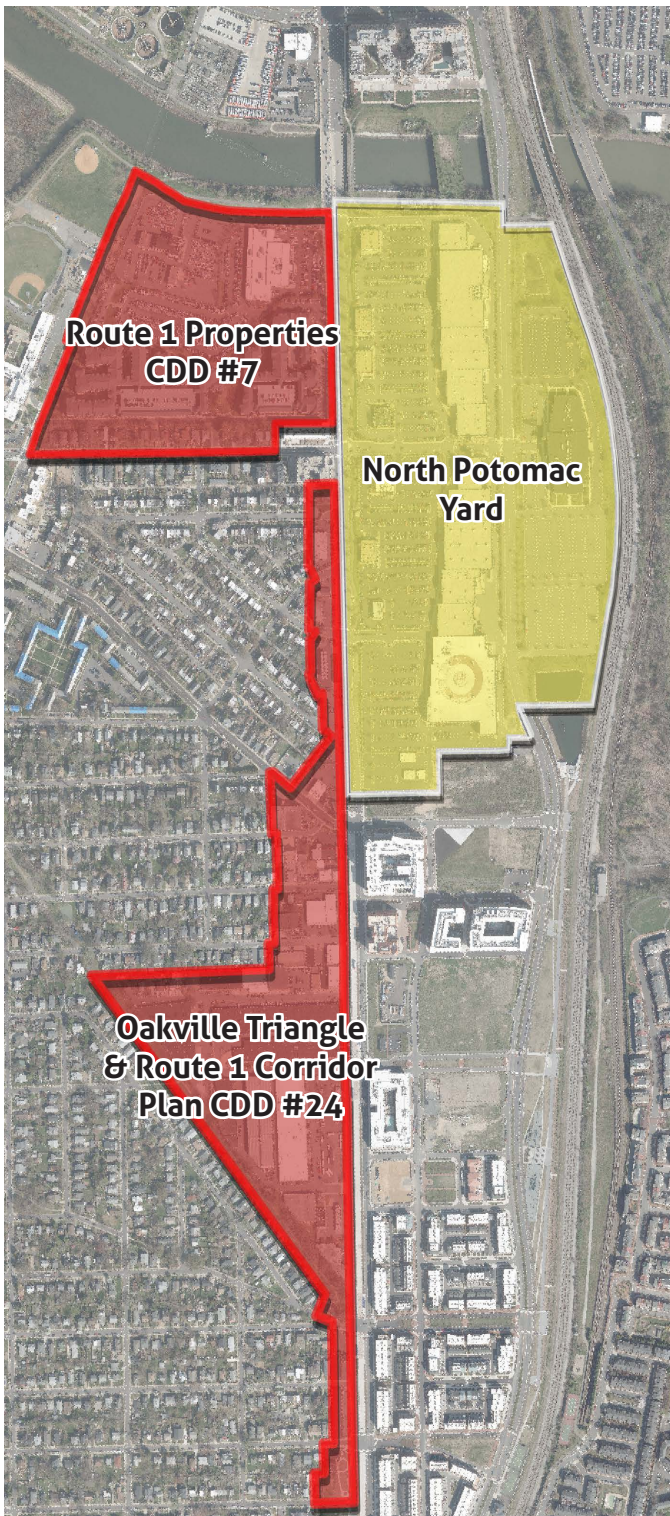 Route 1 Properties
CDD #7
North Potomac
Yard
Oakville Triangle
& Route 1 Corridor
Plan CDD #24